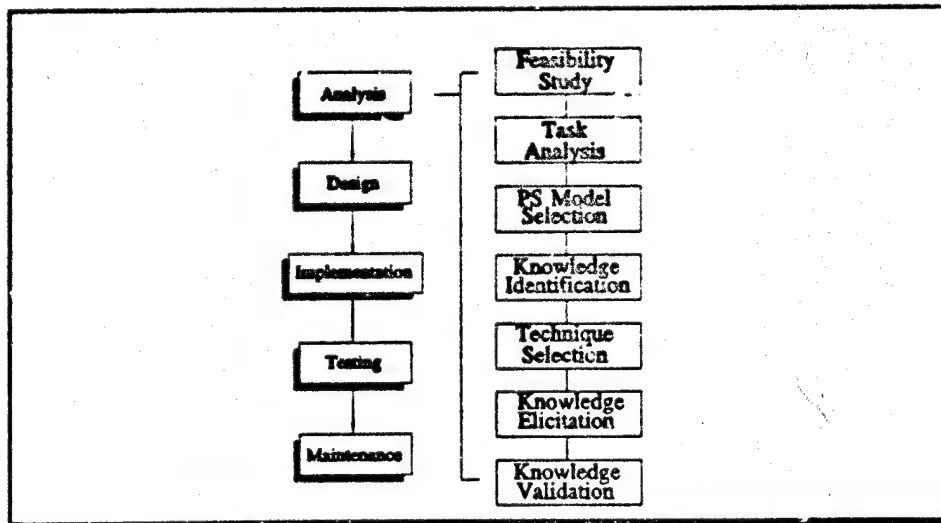 Analysis
Design
Implementation
Testing
Maintenance
Feasibility
Study
Task
Analysis
PS Model
Selection
Knowledge
Identification
Technique
Selection
Knowledge
Elicitation
Knowledge
Validation